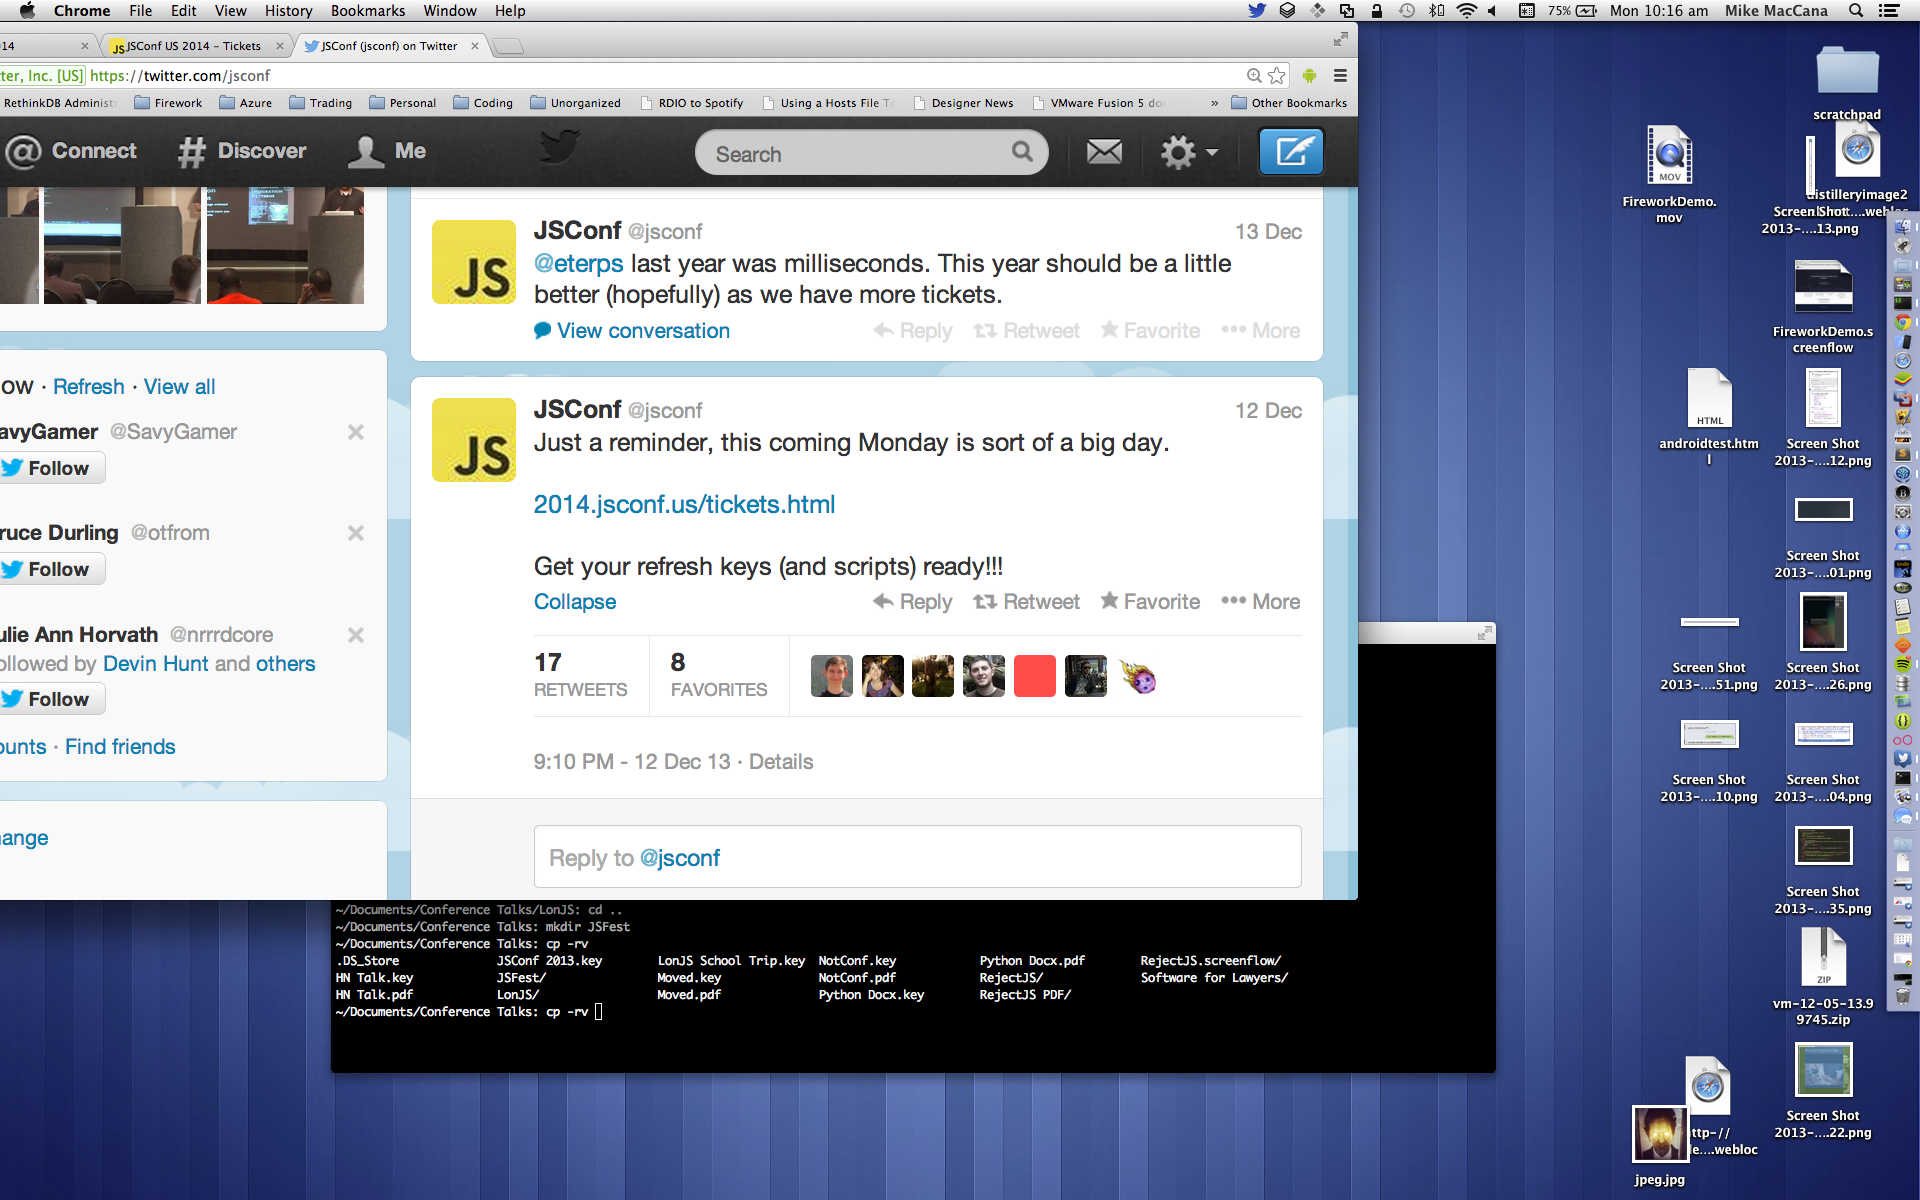 Chrome File Edit View History Bookmarks Window Help
75% Mon 10:16 am Mike MacCana
14
JSConf US 2014 – Tickets
JSConf (jsconf) on Twitter
tter, Inc. [US] https://twitter.com/jsconf
RethinkDB Administ
Firework
Azure
Trading
Personal
Coding
Unorganized
RDIO to Spotify
Using a Hosts File T
Designer News
VMware Fusion 5 do
»
Other Bookmarks
@ Connect
# Discover
Me
Search
JSConf @jsconf 13 Dec
@eterps last year was milliseconds. This year should be a little
better (hopefully) as we have more tickets.
View conversation Reply Retweet Favorite More
JS
ow · Refresh · View all
avyGamer @SavyGamer
Follow
ruce Durling @otfrom
Follow
ulie Ann Horvath @nrrrdcore
ollowed by Devin Hunt and others
Follow
ounts · Find friends
ange
JS
JSConf @jsconf 12 Dec
Just a reminder, this coming Monday is sort of a big day.
2014.jsconf.us/tickets.html
Get your refresh keys (and scripts) ready!!!
Collapse Reply Retweet Favorite More
17
RETWEETS
8
FAVORITES
9:10 PM - 12 Dec 13 · Details
Reply to @jsconf
~/Documents/Conference Talks/LonJS: cd ..
~/Documents/Conference Talks: mkdir JSFest
~/Documents/Conference Talks: cp -rv
.DS_Store JSConf 2013.key LonJS School Trip.key NotConf.key Python Docx.pdf RejectJS.screenflow/
HN Talk.key JSFest/ Moved.key NotConf.pdf RejectJS/ Software for Lawyers/
HN Talk.pdf LonJS/ Moved.pdf Python Docx.key RejectJS PDF/
~/Documents/Conference Talks: cp -rv
scratchpad
MOV
FireworkDemo.
mov
distilleryimage2
Screen Shot
2013-....13.png
FireworkDemo.s
creenflow
HTML
androidtest.htm
l
Screen Shot
2013-....12.png
Screen Shot
2013-....01.png
Screen Shot
2013-....51.png
Screen Shot
2013-....26.png
Screen Shot
2013-....10.png
Screen Shot
2013-....04.png
Screen Shot
2013-....35.png
ZIP
vm-12-05-13.9
9745.zip
Screen Shot
2013-....22.png
ttp-//
le....webloc
jpeg.jpg